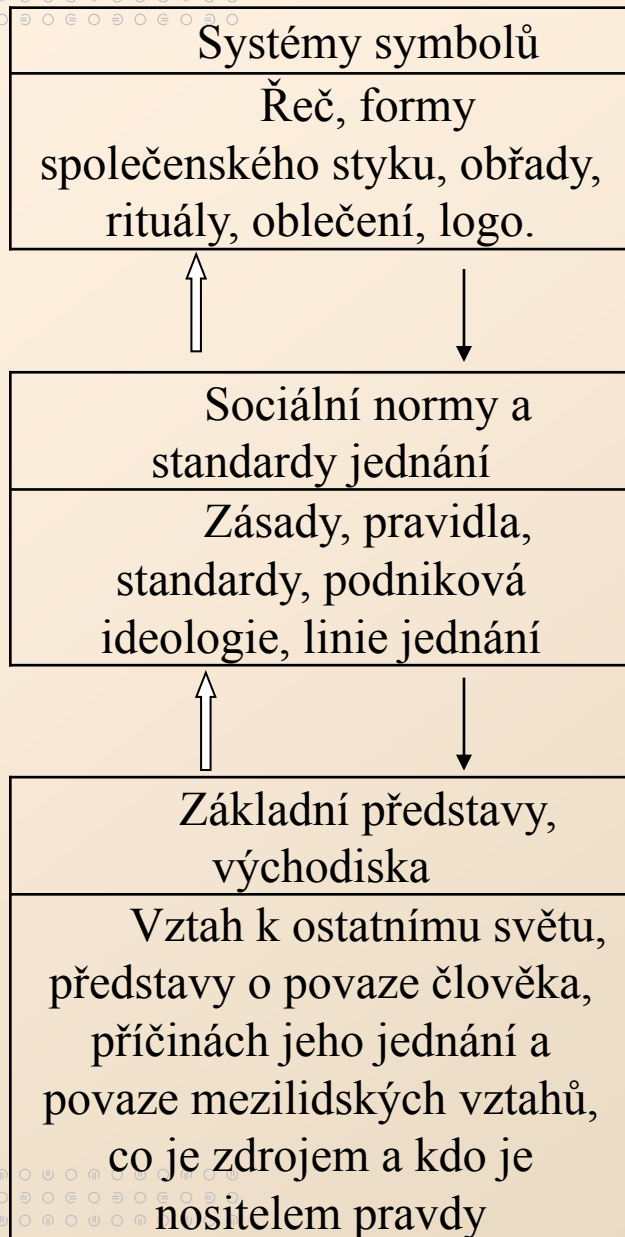 Systémy symbolů
Řeč, formy
společenského styku, obřady,
rituály, oblečení, logo.
Sociální normy a
standardy jednání
Zásady, pravidla,
standardy, podniková
ideologie, linie jednání
Základní představy,
východiska
Vztah k ostatnímu světu,
představy o povaze člověka,
příčinách jeho jednání a
povaze mezilidských vztahů,
co je zdrojem a kdo je
nositelem pravdy